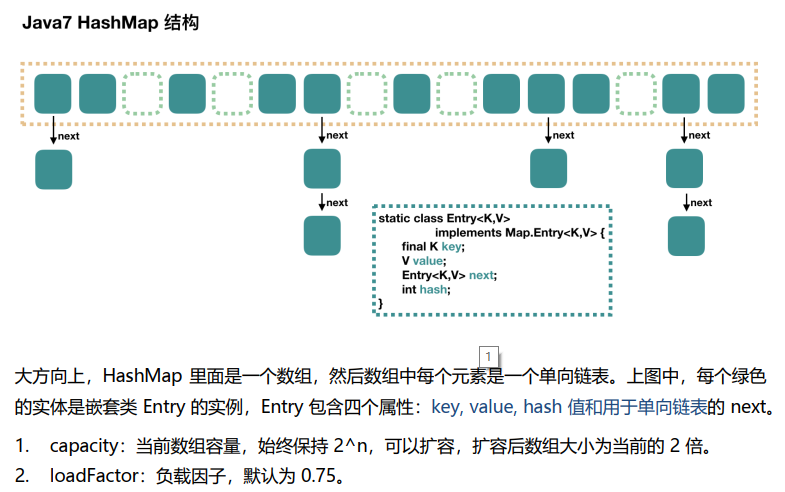 Java7 HashMap 结构
next
next
next
next
next
next
static class Entry<K,V>
implements Map.Entry<K,V> {
final K key;
V value;
Entry<K,V> next;
int hash;
}
1
大方向上，HashMap 里面是一个数组，然后数组中每个元素是一个单向链表。上图中，每个绿色
的实体是嵌套类 Entry 的实例，Entry 包含四个属性：key, value, hash 值和用于单向链表的 next。
1. capacity：当前数组容量，始终保持 2^n，可以扩容，扩容后数组大小为当前的 2 倍。
2. loadFactor：负载因子，默认为 0.75。